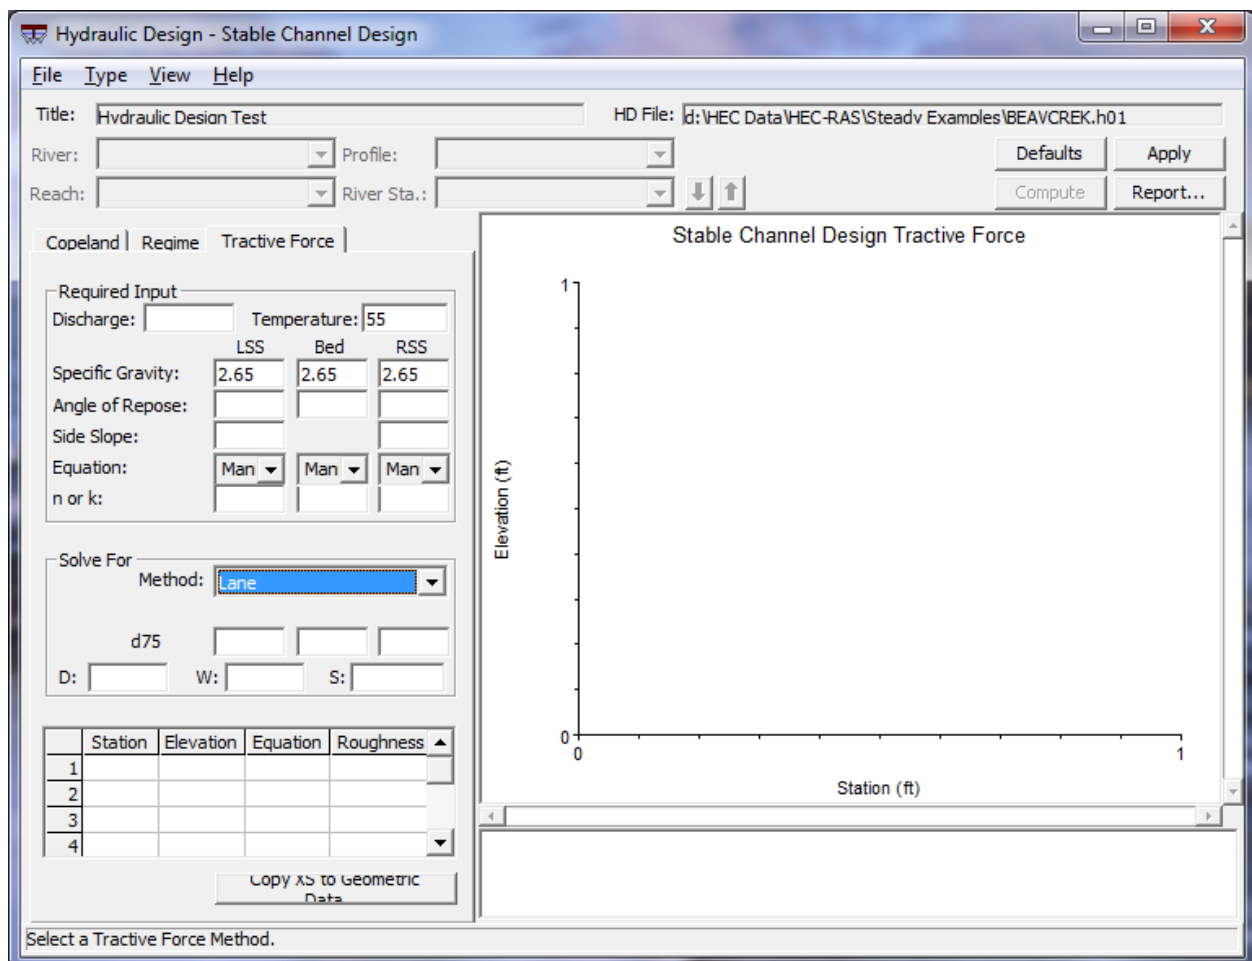 Hydraulic Design - Stable Channel Design
File Type View Help
Title: Hydraulic Design Test HD File: d:\HEC Data\HEC-RAS\Steady Examples\BEAVCREK.h01
River: Profile: Defaults Apply
Reach: River Sta.: Compute Report...
Copeland Regime Tractive Force
Required Input
Discharge: Temperature: 55
LSS Bed RSS
Specific Gravity: 2.65 2.65 2.65
Angle of Repose:
Side Slope:
Equation: Man Man Man
n or k:
Solve For
Method: Lane
d75
D: W: S:
Station Elevation Equation Roughness
1
2
3
4
Copy XS to Geometric
Data
Stable Channel Design Tractive Force
1
Elevation (ft)
0
0 1
Station (ft)
Select a Tractive Force Method.